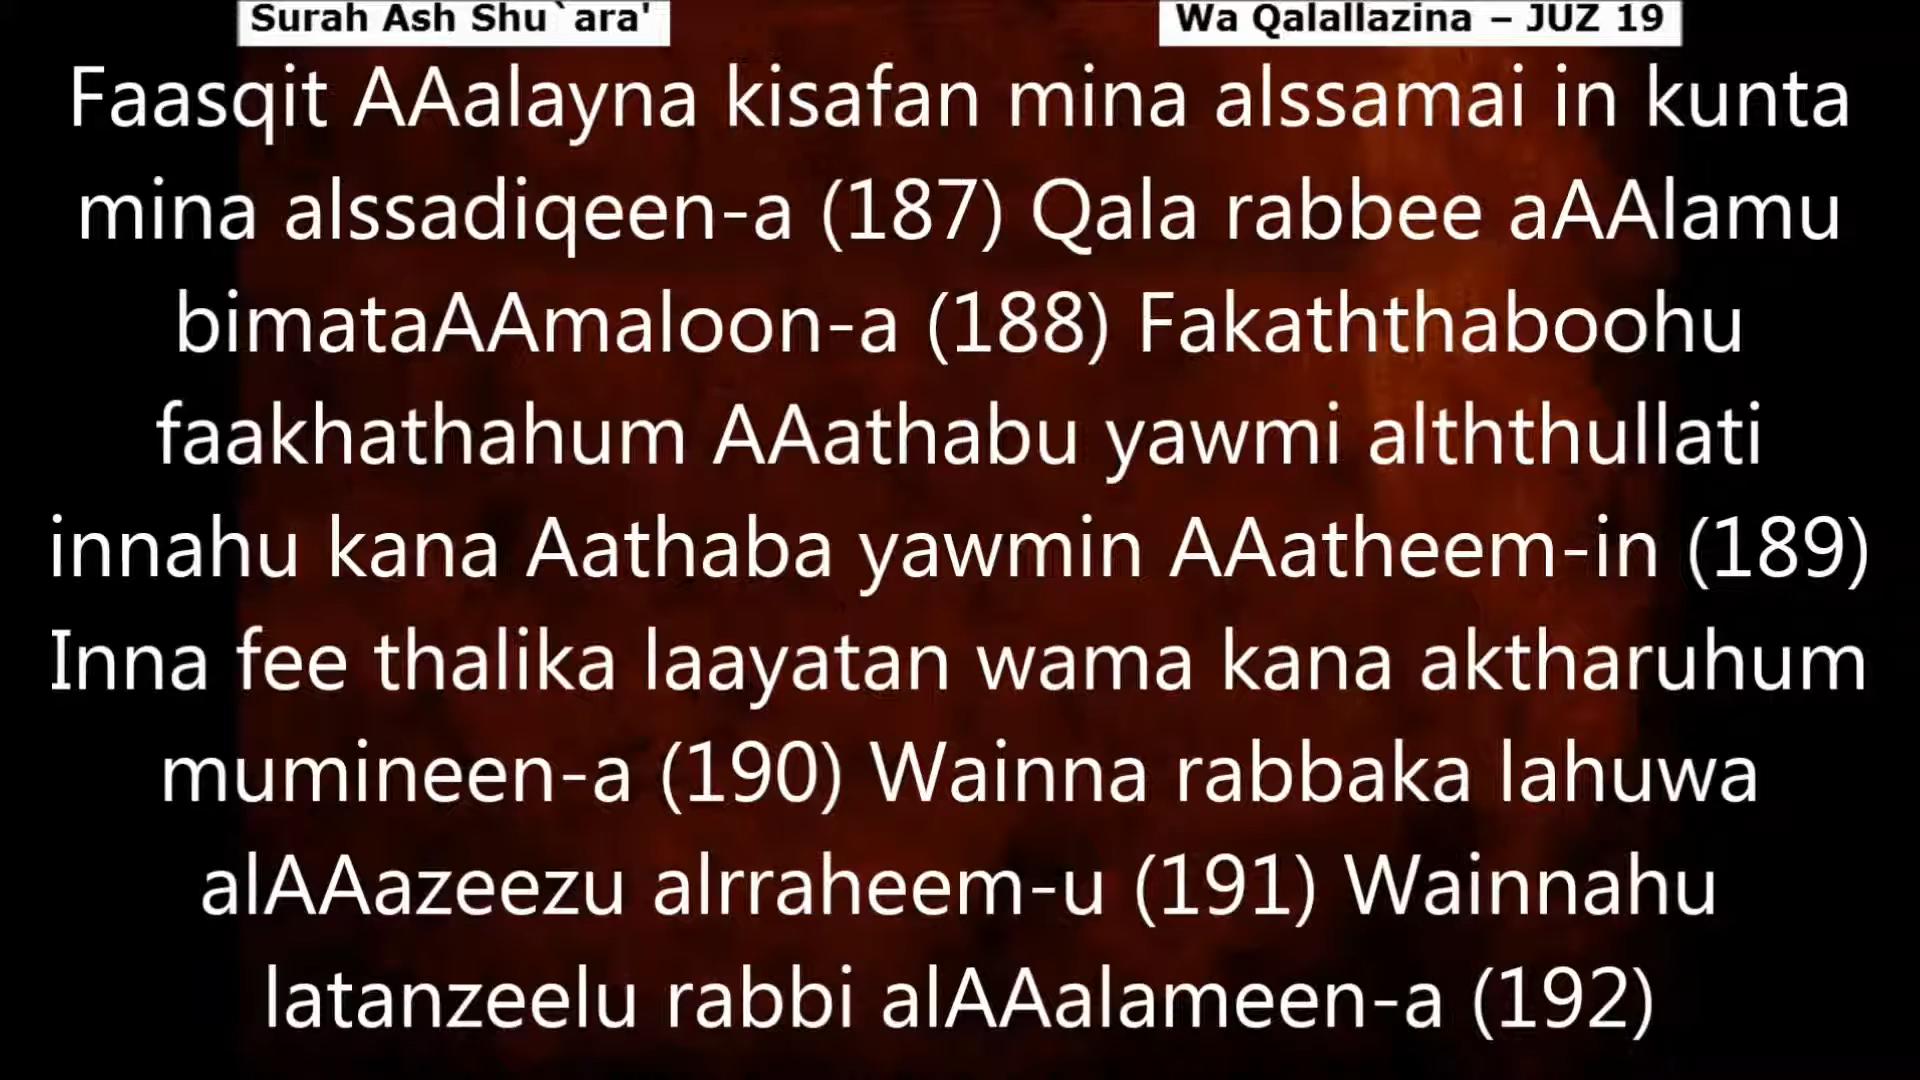 Surah Ash Shu`ara'
Wa Qalallazina – JUZ 19
Faasqit AAalayna kisafan mina alssamai in kunta
mina alssadiqeen-a (187) Qala rabbee aAAlamu
bimataAAmaloon-a (188) Fakaththaboohu
faakhathahum AAathabu yawmi alththullati
innahu kana Aathaba yawmin AAatheem-in (189)
Inna fee thalika laayatan wama kana aktharuhum
mumineen-a (190) Wainna rabbaka lahuwa
alAAazeezu alrraheem-u (191) Wainnahu
latanzeelu rabbi alAAalameen-a (192)